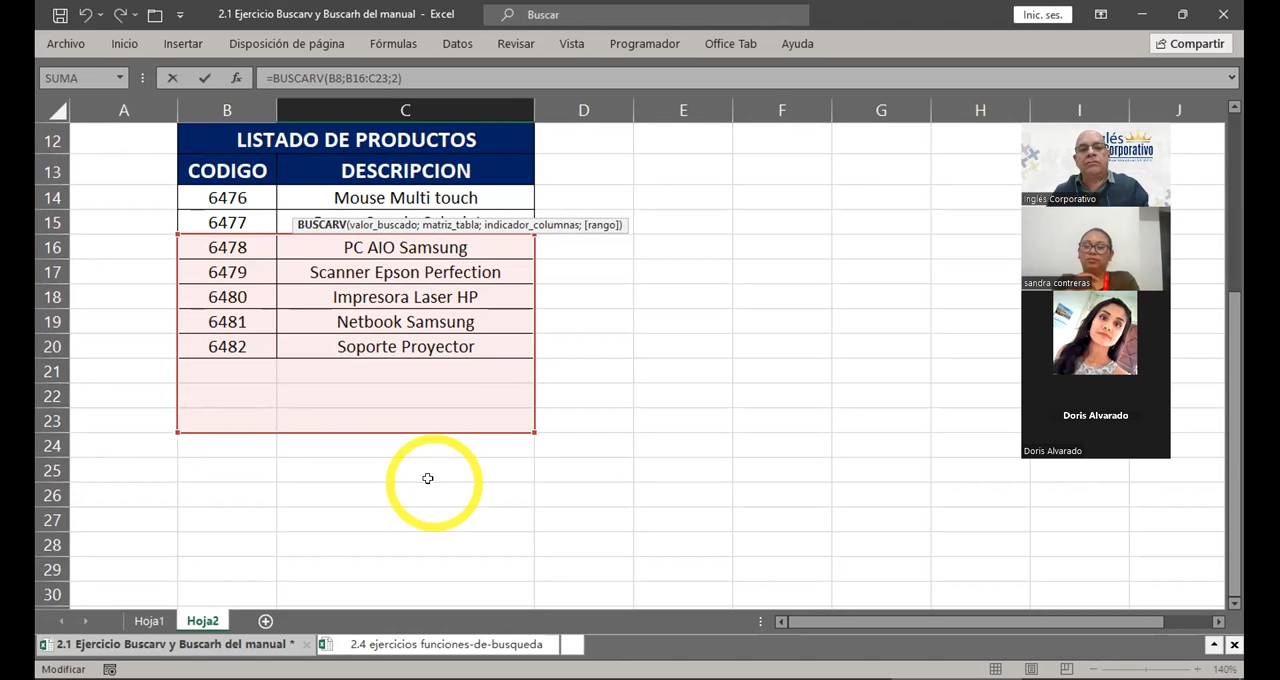 2.1 Ejercicio Buscarv y Buscarh del manual - Excel
Buscar
Inic. ses.
Archivo Inicio Insertar Disposición de página Fórmulas Datos Revisar Vista Programador Office Tab Ayuda
Compartir
SUMA
fx
=BUSCARV(B8;B16:C23;2)
A B C D E F G H I J
12 LISTADO DE PRODUCTOS
13 CODIGO DESCRIPCION
14 6476 Mouse Multi touch
15 6477
BUSCARV(valor_buscado; matriz_tabla; indicador_columnas; [rango])
16 6478 PC AIO Samsung
17 6479 Scanner Epson Perfection
18 6480 Impresora Laser HP
19 6481 Netbook Samsung
20 6482 Soporte Proyector
21
22
23
24
25
26
27
28
29
30
Corporativo
Inglés Corporativo
sandra contreras
Doris Alvarado
Doris Alvarado
Hoja1 Hoja2
2.1 Ejercicio Buscarv y Buscarh del manual *
2.4 ejercicios funciones-de-busqueda
Modificar
140%